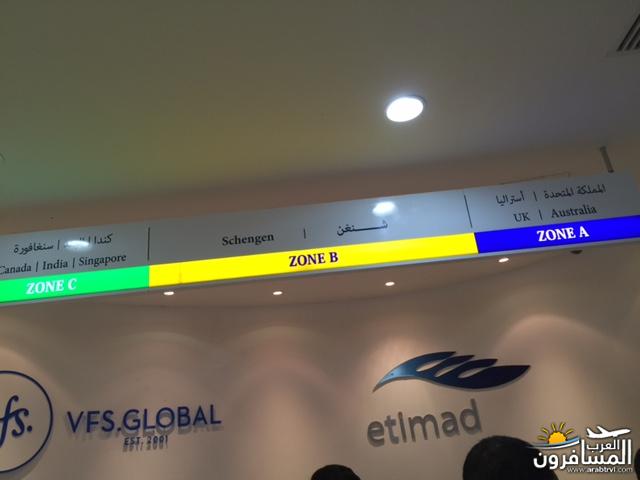 كندا | | سنغافورة
Canada | India | Singapore
ZONE C
Schengen | شنغن
ZONE B
المملكة المتحدة | أستراليا
UK | Australia
ZONE A
fs.
VFS.GLOBAL
EST. 2001
etimad
العرب
المسافرون
www.arabtrvl.com